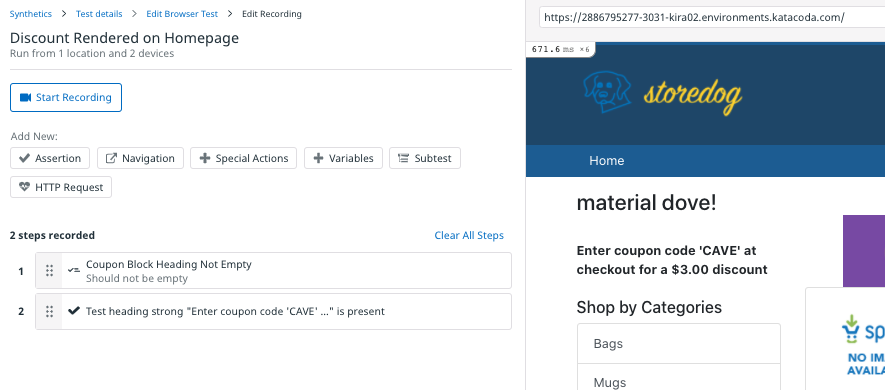 Synthetics > Test details > Edit Browser Test > Edit Recording
Discount Rendered on Homepage
Run from 1 location and 2 devices
Start Recording
Add New:
Assertion
Navigation
Special Actions
Variables
Subtest
HTTP Request
2 steps recorded
Clear All Steps
1
Coupon Block Heading Not Empty
Should not be empty
2
Test heading strong "Enter coupon code 'CAVE' ..." is present
https://2886795277-3031-kira02.environments.katacoda.com/
671.6 ms ×6
storedog
Home
material dove!
Enter coupon code 'CAVE' at
checkout for a $3.00 discount
Shop by Categories
Bags
Mugs
sp
NO IM
AVAILA